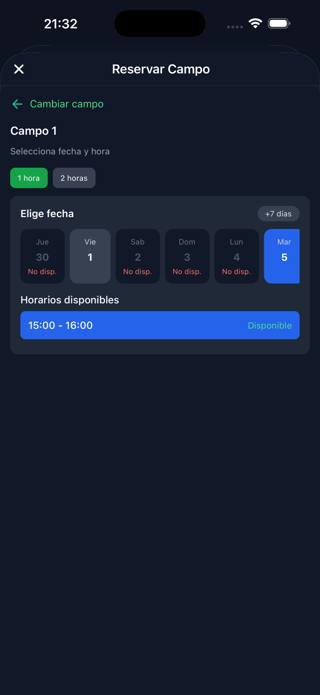 21:32
Reservar Campo
Cambiar campo
Campo 1
Selecciona fecha y hora
1 hora
2 horas
Elige fecha
+7 días
Jue
30
No disp.
Vie
1
Sab
2
No disp.
Dom
3
No disp.
Lun
4
No disp.
Mar
5
Horarios disponibles
15:00 - 16:00
Disponible